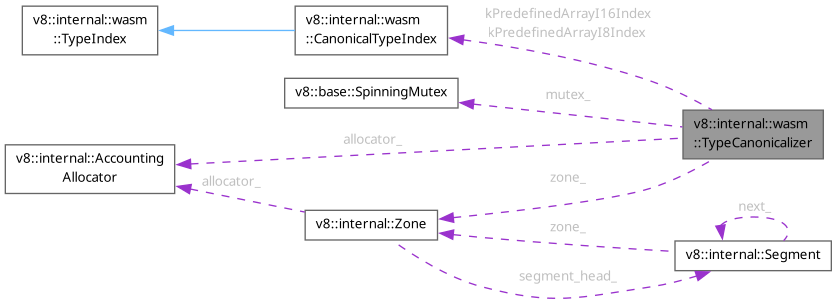 v8::internal::wasm
::TypeIndex
v8::internal::wasm
::CanonicalTypeIndex
kPredefinedArrayI16Index
kPredefinedArrayI8Index
v8::base::SpinningMutex
mutex_
v8::internal::wasm
::TypeCanonicalizer
allocator_
v8::internal::Accounting
Allocator
allocator_
zone_
next_
v8::internal::Zone
zone_
v8::internal::Segment
segment_head_